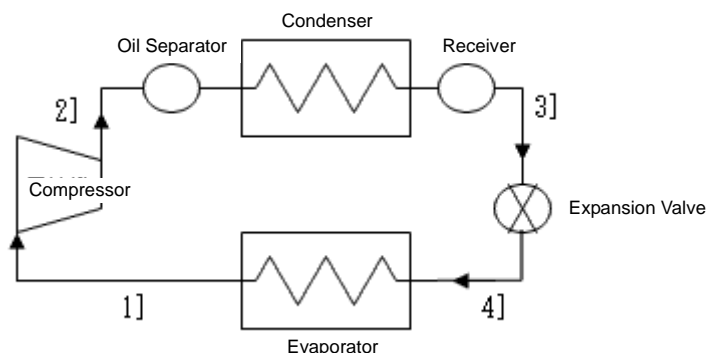 Condenser
Oil Separator
Receiver
2]
3]
Compressor
Expansion Valve
1]
4]
Evaporator